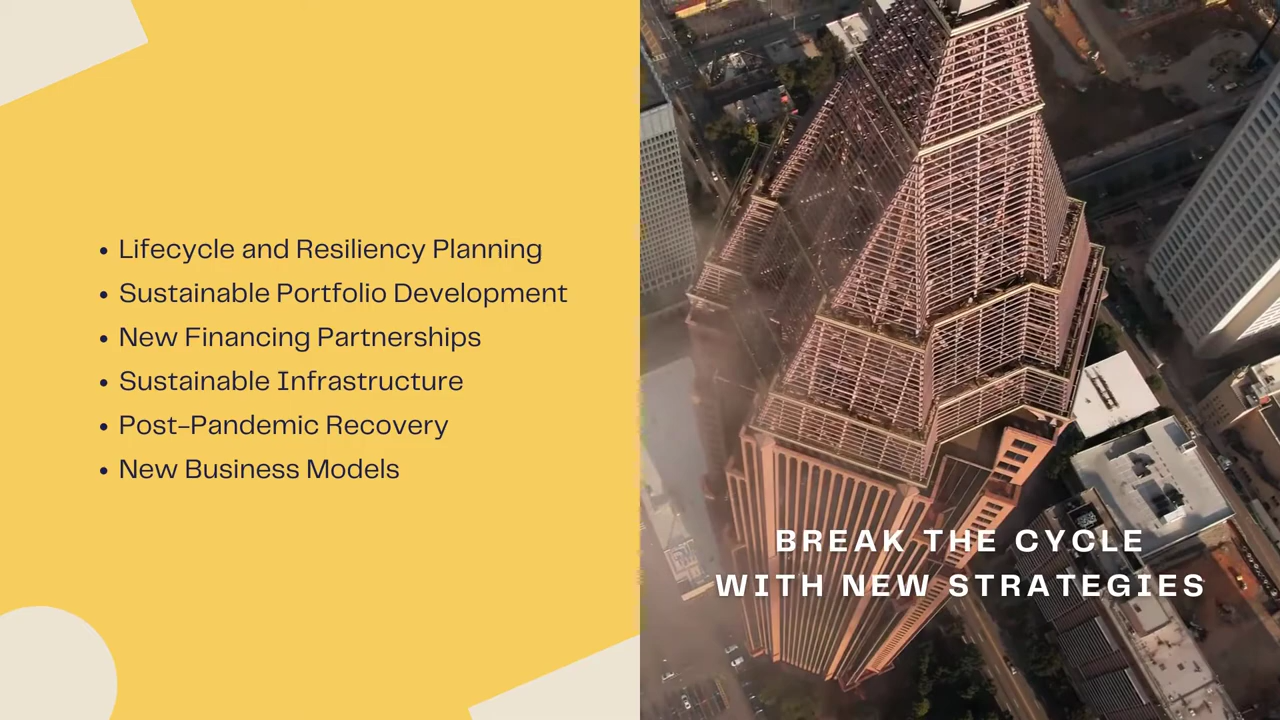 • Lifecycle and Resiliency Planning
• Sustainable Portfolio Development
• New Financing Partnerships
• Sustainable Infrastructure
• Post-Pandemic Recovery
• New Business Models
BREAK THE CYCLE
WITH NEW STRATEGIES